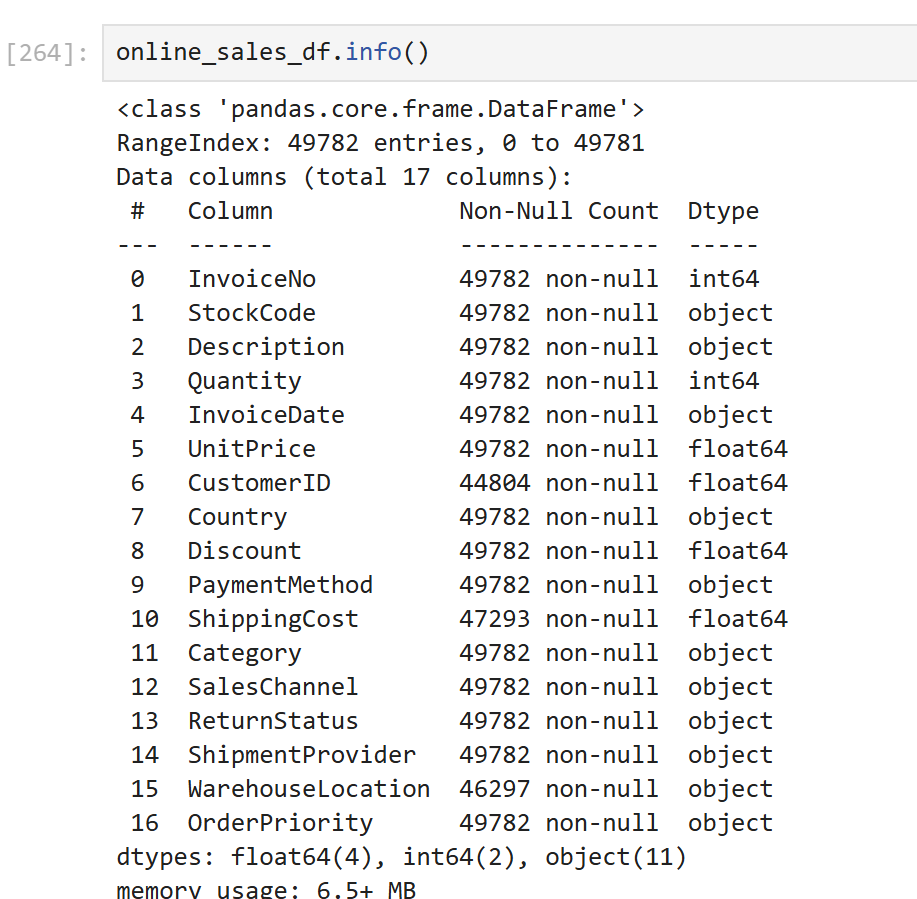 [264]: online_sales_df.info()
<class 'pandas.core.frame.DataFrame'>
RangeIndex: 49782 entries, 0 to 49781
Data columns (total 17 columns):
 #   Column             Non-Null Count  Dtype
---  ------             --------------  -----
 0   InvoiceNo          49782 non-null  int64
 1   StockCode          49782 non-null  object
 2   Description        49782 non-null  object
 3   Quantity           49782 non-null  int64
 4   InvoiceDate        49782 non-null  object
 5   UnitPrice          49782 non-null  float64
 6   CustomerID         44804 non-null  float64
 7   Country            49782 non-null  object
 8   Discount           49782 non-null  float64
 9   PaymentMethod      49782 non-null  object
 10  ShippingCost       47293 non-null  float64
 11  Category           49782 non-null  object
 12  SalesChannel       49782 non-null  object
 13  ReturnStatus       49782 non-null  object
 14  ShipmentProvider   49782 non-null  object
 15  WarehouseLocation  46297 non-null  object
 16  OrderPriority      49782 non-null  object
dtypes: float64(4), int64(2), object(11)
memory usage: 6.5+ MB